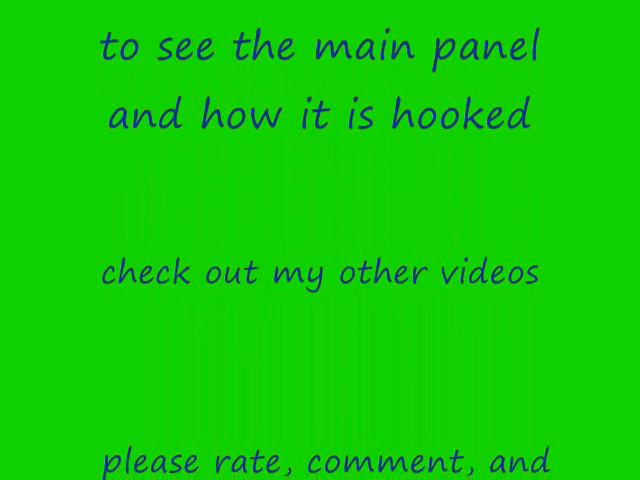 to see the main panel
and how it is hooked
check out my other videos
please rate, comment, and